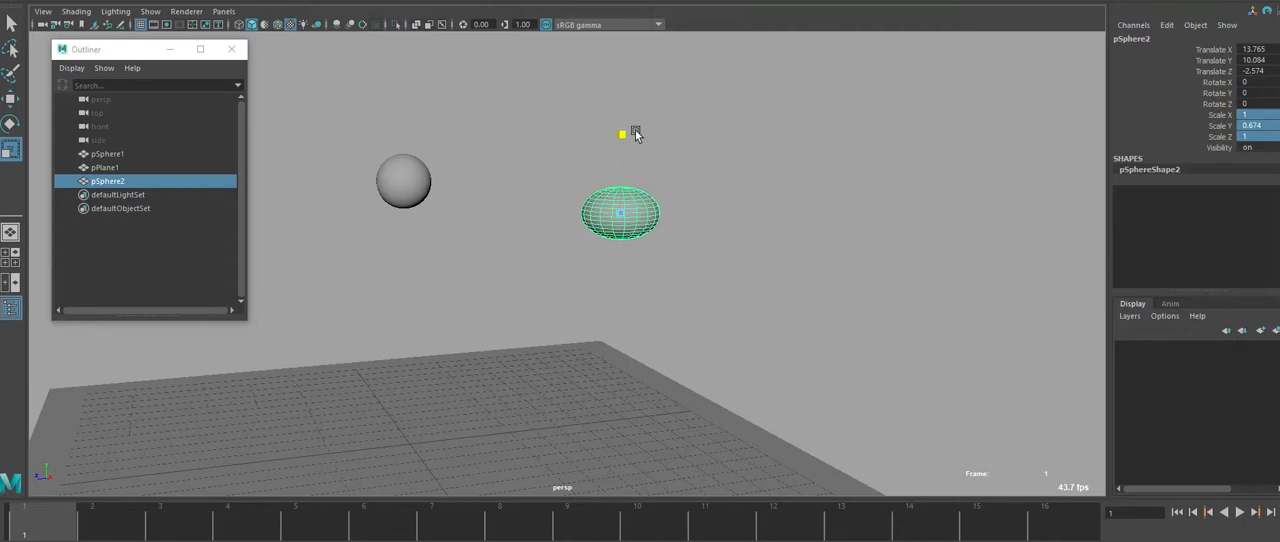 View Shading Lighting Show Renderer Panels
0.00 1.00 sRGB gamma
Outliner
Display Show Help
Search...
persp
top
front
side
pSphere1
pPlane1
pSphere2
defaultLightSet
defaultObjectSet
Channels Edit Object Show
pSphere2
Translate X 13.765
Translate Y 10.084
Translate Z -2.574
Rotate X 0
Rotate Y 0
Rotate Z 0
Scale X 1
Scale Y 0.674
Scale Z 1
Visibility on
SHAPES
pSphereShape2
Display Anim
Layers Options Help
Frame: 1
persp
43.7 fps
1 2 3 4 5 6 7 8 9 10 11 12 13 14 15 16
1
1